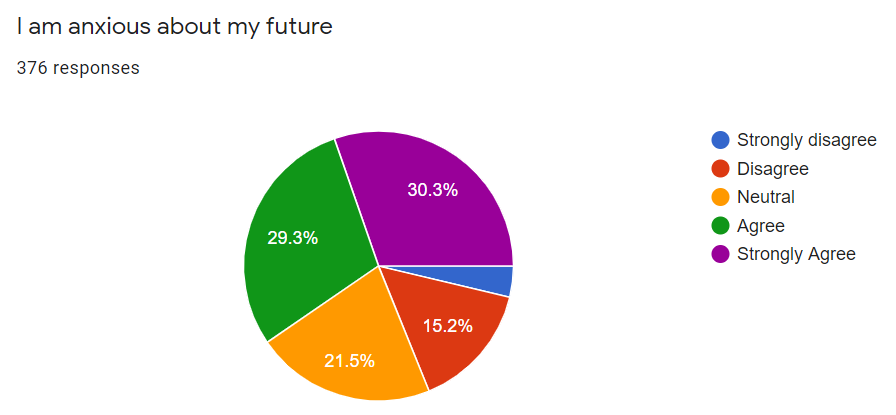 I am anxious about my future
376 responses
30.3%
29.3%
15.2%
21.5%
Strongly disagree
Disagree
Neutral
Agree
Strongly Agree